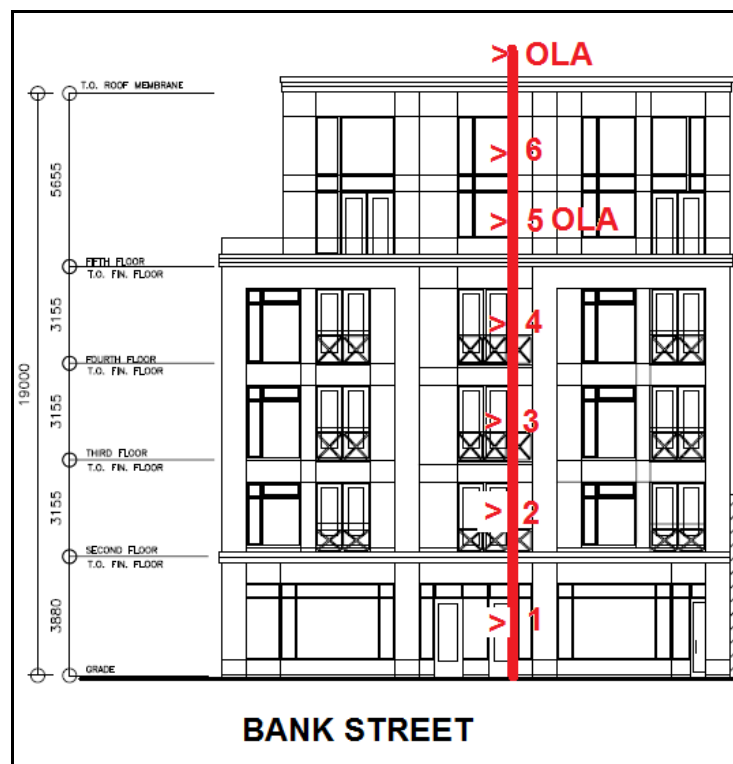 > OLA
T.O. ROOF MEMBRANE
> 6
5655
> 5 OLA
FIFTH FLOOR
T.O. FIN. FLOOR
3155
> 4
FOURTH FLOOR
T.O. FIN. FLOOR
19000
3155
> 3
THIRD FLOOR
T.O. FIN. FLOOR
3155
> 2
SECOND FLOOR
T.O. FIN. FLOOR
3880
> 1
GRADE
BANK STREET